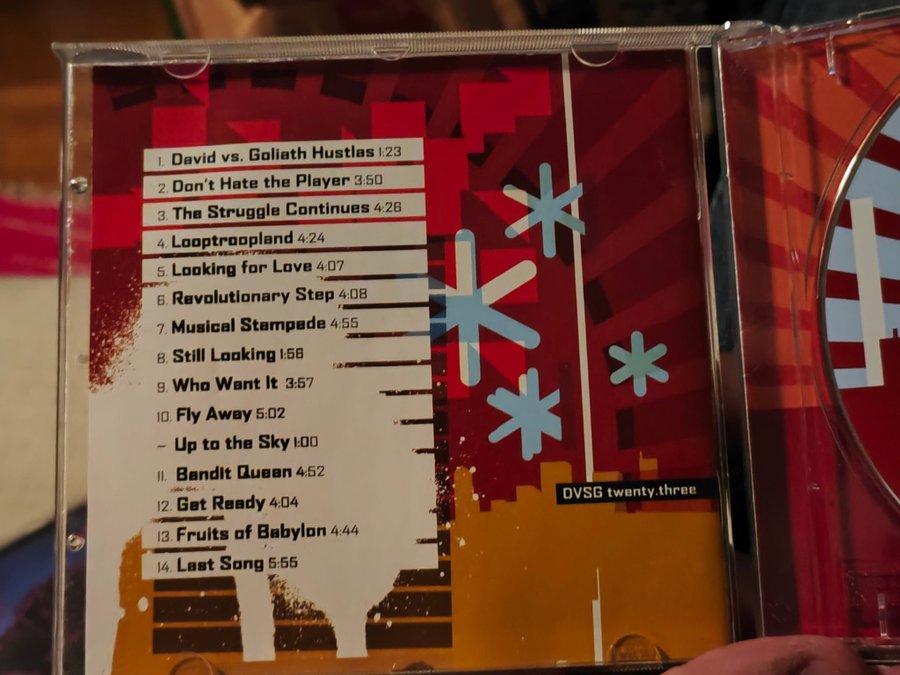 1. David vs. Goliath Hustlas 1:23
2. Don't Hate the Player 3:50
3. The Struggle Continues 4:26
4. Looptroopland 4:24
5. Looking for Love 4:07
6. Revolutionary Step 4:08
7. Musical Stampede 4:55
8. Still Looking 1:56
9. Who Want It 3:57
10. Fly Away 5:02
– Up to the Sky 1:00
11. Bandit Queen 4:52
12. Get Ready 4:04
13. Fruits of Babylon 4:44
14. Last Song 5:55
DVSG twenty.three